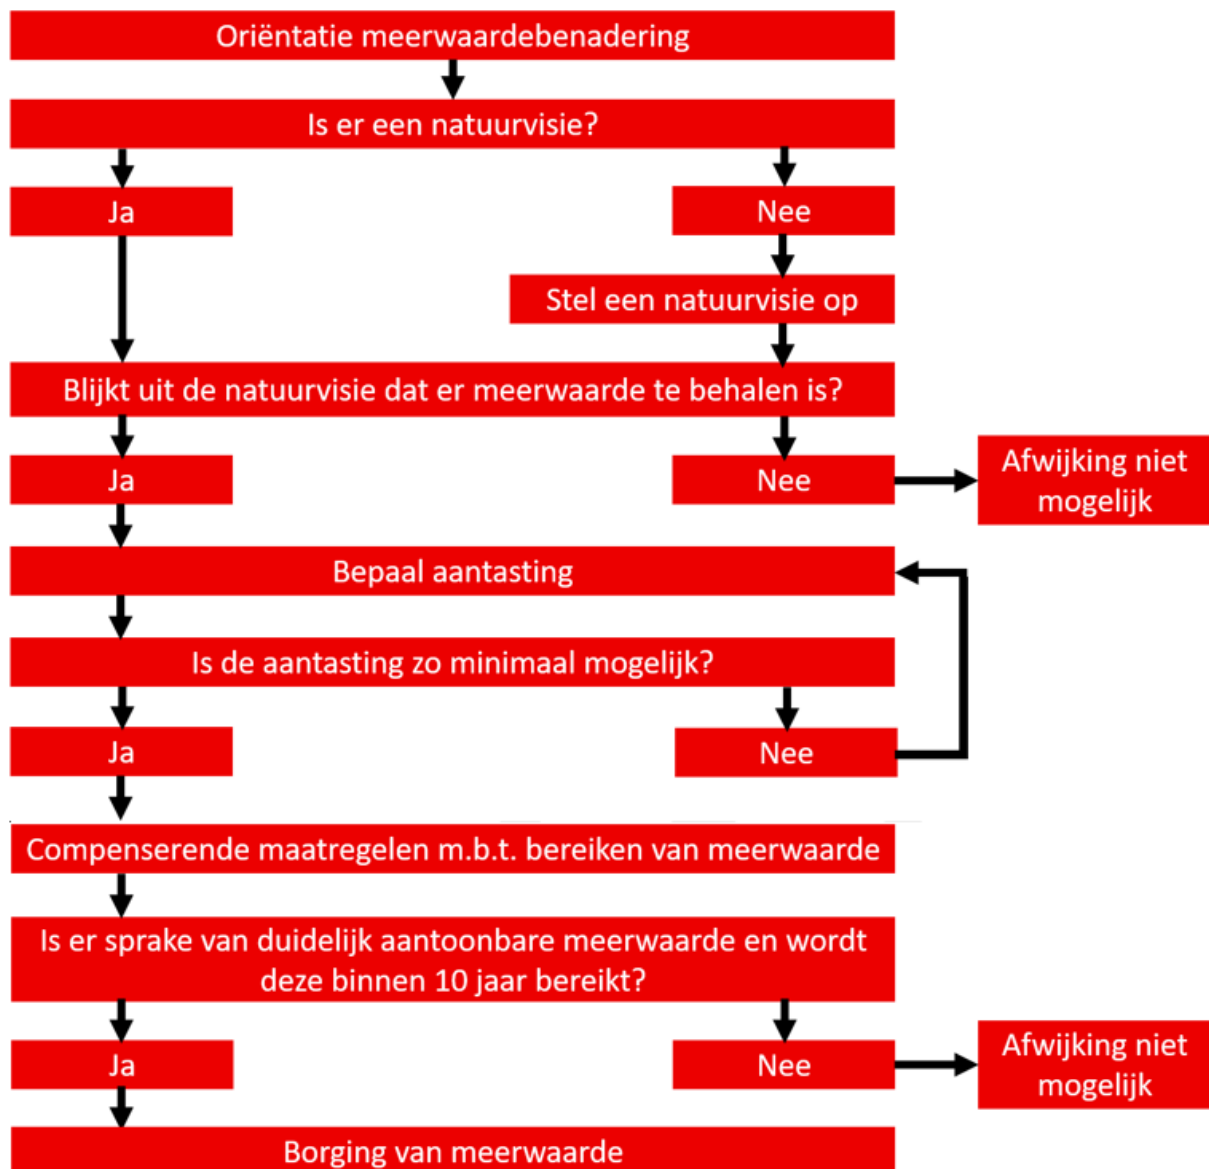 Oriëntatie meerwaardebenadering
Is er een natuurvisie?
Ja
Nee
Stel een natuurvisie op
Blijkt uit de natuurvisie dat er meerwaarde te behalen is?
Ja
Nee
Afwijking niet
mogelijk
Bepaal aantasting
Is de aantasting zo minimaal mogelijk?
Ja
Nee
Compenserende maatregelen m.b.t. bereiken van meerwaarde
Is er sprake van duidelijk aantoonbare meerwaarde en wordt
deze binnen 10 jaar bereikt?
Ja
Nee
Afwijking niet
mogelijk
Borging van meerwaarde